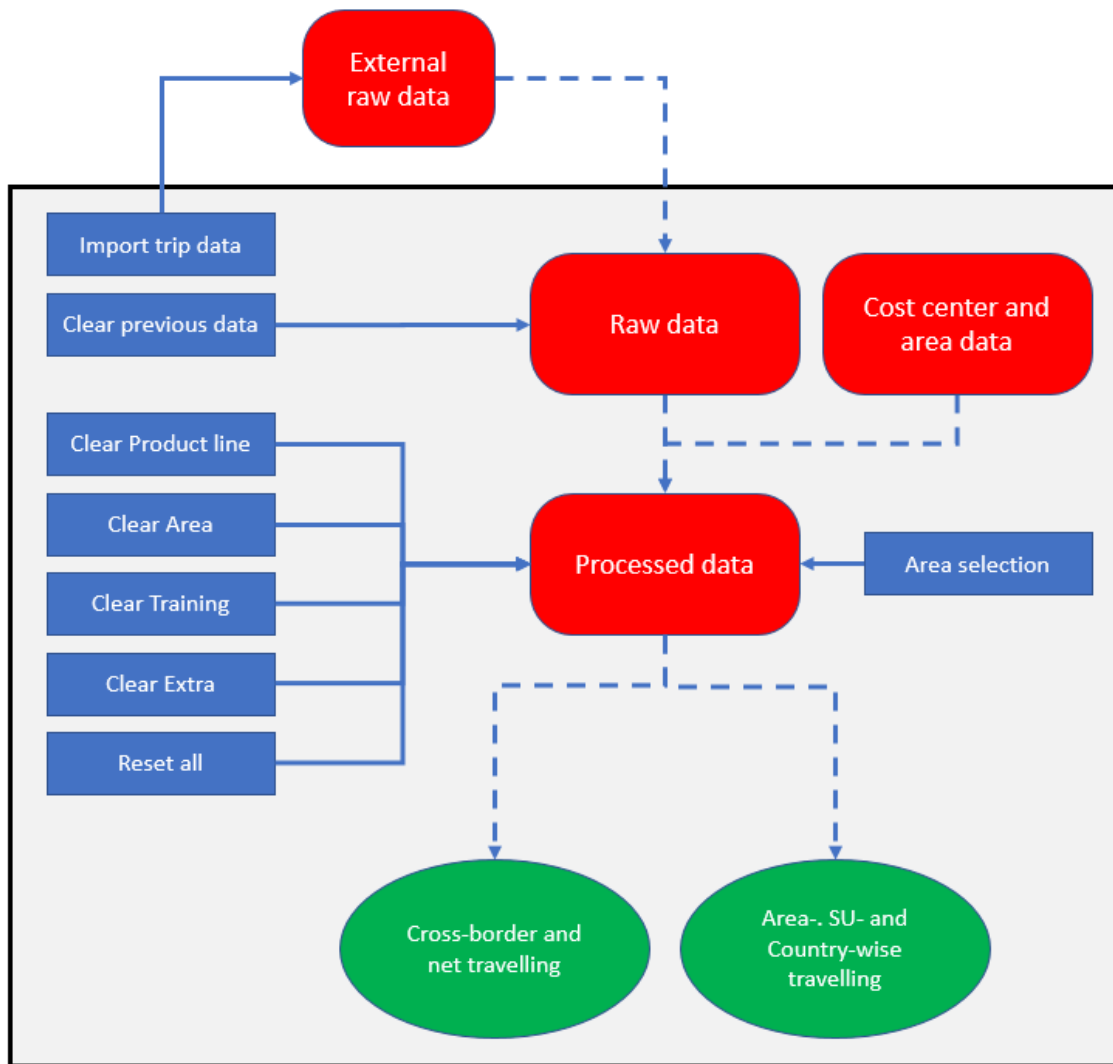 External
raw data
Import trip data
Clear previous data
Raw data
Cost center and
area data
Clear Product line
Clear Area
Clear Training
Clear Extra
Reset all
Processed data
Area selection
Cross-border and
net travelling
Area-. SU- and
Country-wise
travelling